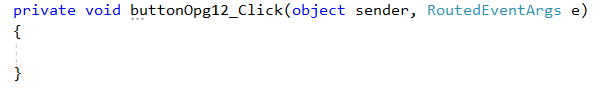 private void buttonOpg12_Click(object sender, RoutedEventArgs e)
{
}